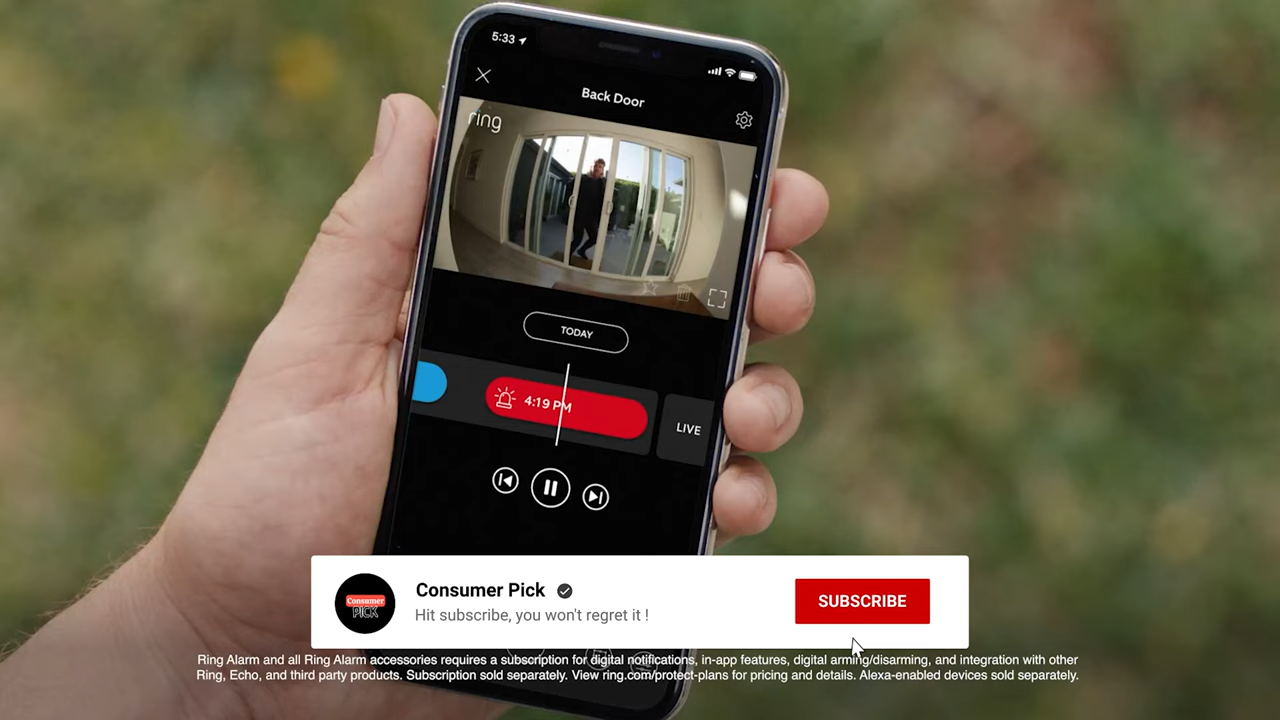 5:33
Back Door
ring
TODAY
4:19 PM
LIVE
Consumer Pick
Hit subscribe, you won't regret it !
Consumer
PICK
SUBSCRIBE
Ring Alarm and all Ring Alarm accessories requires a subscription for digital notifications, in-app features, digital arming/disarming, and integration with other
Ring, Echo, and third party products. Subscription sold separately. View ring.com/protect-plans for pricing and details. Alexa-enabled devices sold separately.